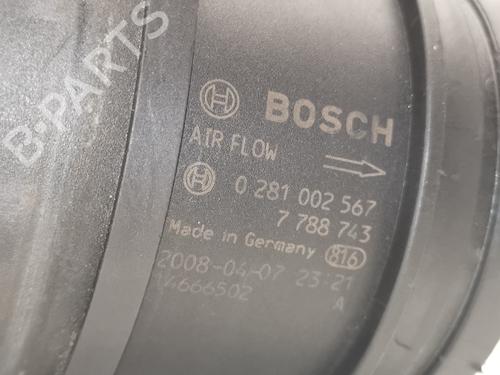 B-PARTS
BOSCH
AIR FLOW
0 281 002 567
7 788 743
Made in Germany 816
2008-04-07 23:21
14666502 A